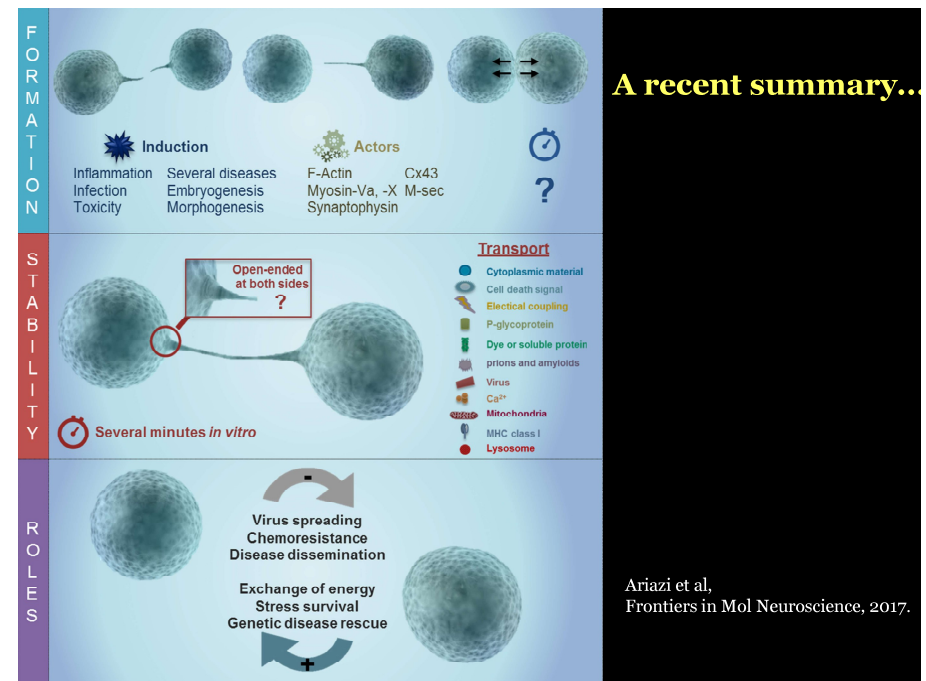 FORMATION
Induction
Inflammation Several diseases
Infection Embryogenesis
Toxicity Morphogenesis
Actors
F-Actin Cx43
Myosin-Va, -X M-sec
Synaptophysin
?
A recent summary...
STABILITY
Open-ended
at both sides
?
Several minutes in vitro
Transport
Cytoplasmic material
Cell death signal
Electical coupling
P-glycoprotein
Dye or soluble protein
prions and amyloids
Virus
Ca²⁺
Mitochondria
MHC class I
Lysosome
ROLES
-
Virus spreading
Chemoresistance
Disease dissemination
Exchange of energy
Stress survival
Genetic disease rescue
+
Ariazi et al,
Frontiers in Mol Neuroscience, 2017.